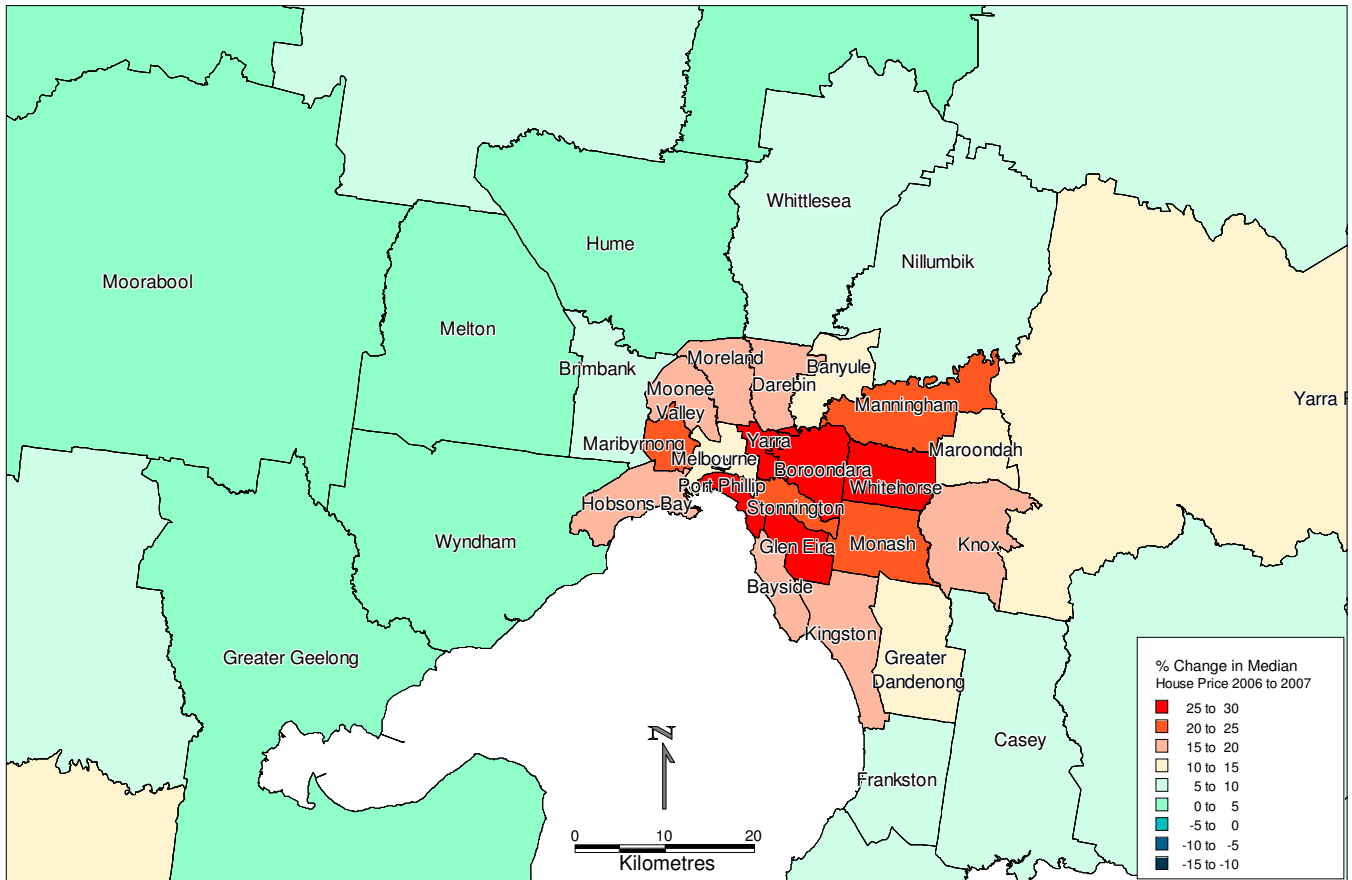 Whittlesea
Hume
Nillumbik
Moorabool
Melton
Brimbank
Moreland
Banyule
Darebin
Moonee
Valley
Yarra
Manningham
Maribyrnong
Yarra
Maroondah
Melbourne
Boroondara
Port Phillip
Whitehorse
Hobsons Bay
Stonnington
Wyndham
Glen Eira
Monash
Knox
Bayside
Kingston
Greater Geelong
Greater
Dandenong
Casey
Frankston
N
0 10 20
Kilometres
% Change in Median
House Price 2006 to 2007
25 to 30
20 to 25
15 to 20
10 to 15
5 to 10
0 to 5
-5 to 0
-10 to -5
-15 to -10